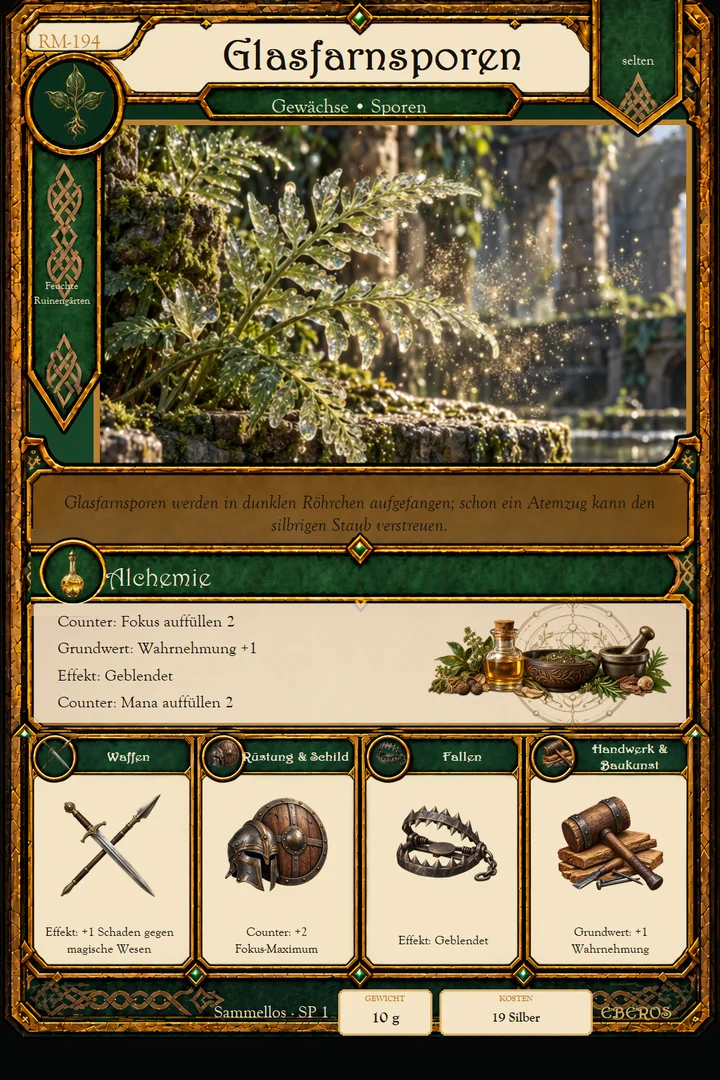 RM-194
Glasfarnsporen
selten
Gewächse • Sporen
Feuchte
Ruinengärten
Glasfarnsporen werden in dunklen Röhrchen aufgefangen; schon ein Atemzug kann den
silbrigen Staub verstreuen.
Alchemie
Counter: Fokus auffüllen 2
Grundwert: Wahrnehmung +1
Effekt: Geblendet
Counter: Mana auffüllen 2
Waffen
Rüstung & Schild
Fallen
Handwerk &
Baukunst
Effekt: +1 Schaden gegen
magische Wesen
Counter: +2
Fokus-Maximum
Effekt: Geblendet
Grundwert: +1
Wahrnehmung
Sammellos · SP 1
GEWICHT
10 g
KOSTEN
19 Silber
EBEROS